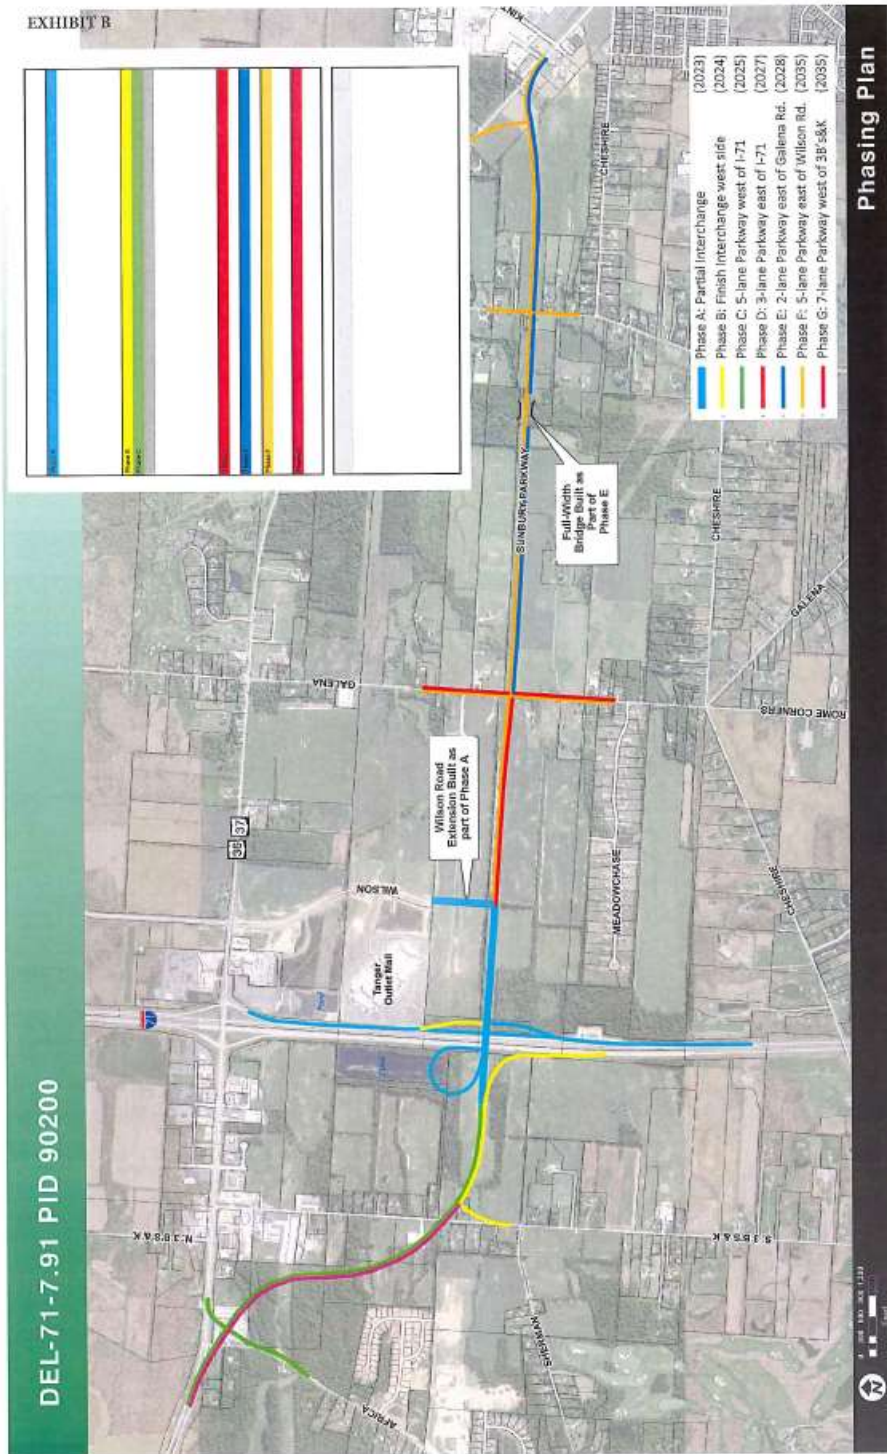 EXHIBIT B
DEL-71-7.91 PID 90200
Phase B
Phase C
Phase F
36 37
71
GALENA
WILSON
Tanger
Outlet Mall
Pond
Wilson Road
Extension Built as
part of Phase A
SUNBURY PARKWAY
Full-Width
Bridge Built as
Part of
Phase E
N. 3 B'S & K
S. 3 B'S & K
AFRICA
SHERMAN
MEADOWCHASE
CHESHIRE
ROME CORNERS
GALENA
CHESHIRE
CHESHIRE
Phase A: Partial Interchange (2023)
Phase B: Finish Interchange west side (2024)
Phase C: 5-lane Parkway west of I-71 (2025)
Phase D: 3-lane Parkway east of I-71 (2027)
Phase E: 2-lane Parkway east of Galena Rd. (2028)
Phase F: 5-lane Parkway east of Wilson Rd. (2035)
Phase G: 7-lane Parkway west of 3B's&K (2035)
N
Phasing Plan